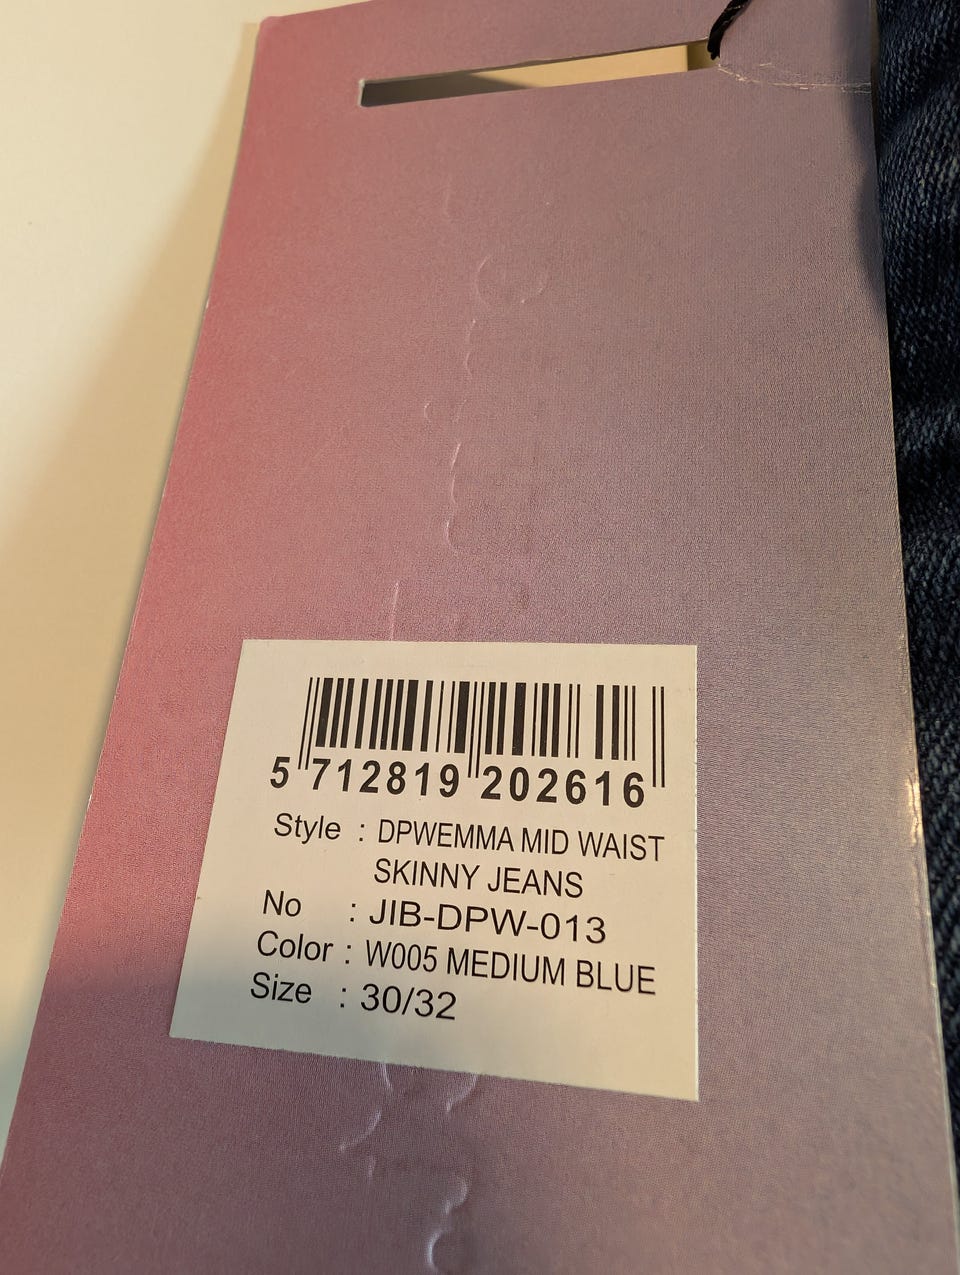 5 712819 202616
Style : DPWEMMA MID WAIST
SKINNY JEANS
No : JIB-DPW-013
Color : W005 MEDIUM BLUE
Size : 30/32